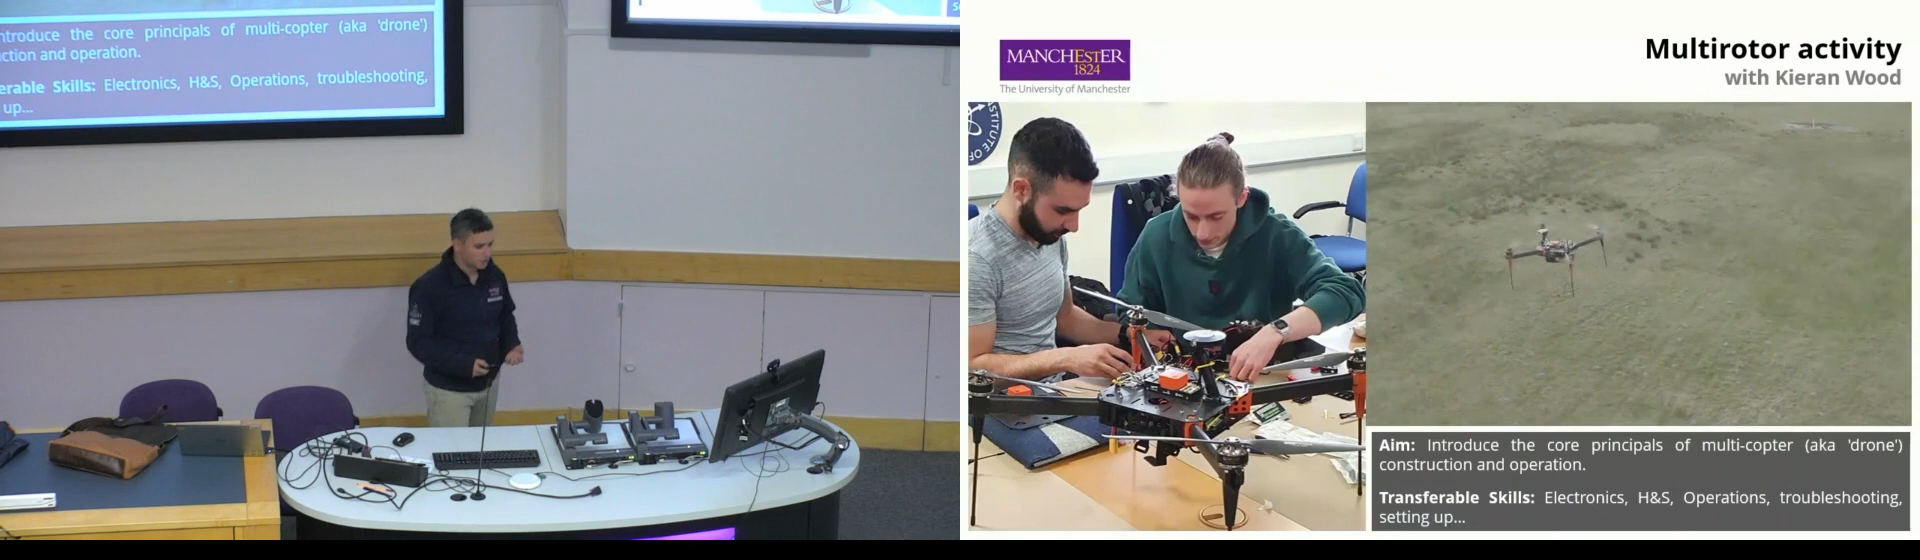 ntroduce the core principals of multi-copter (aka 'drone')
ction and operation.
erable Skills: Electronics, H&S, Operations, troubleshooting,
up...
MANCHESTER
1824
The University of Manchester
Multirotor activity
with Kieran Wood
ITUTE OF
Aim: Introduce the core principals of multi-copter (aka 'drone')
construction and operation.
Transferable Skills: Electronics, H&S, Operations, troubleshooting,
setting up...